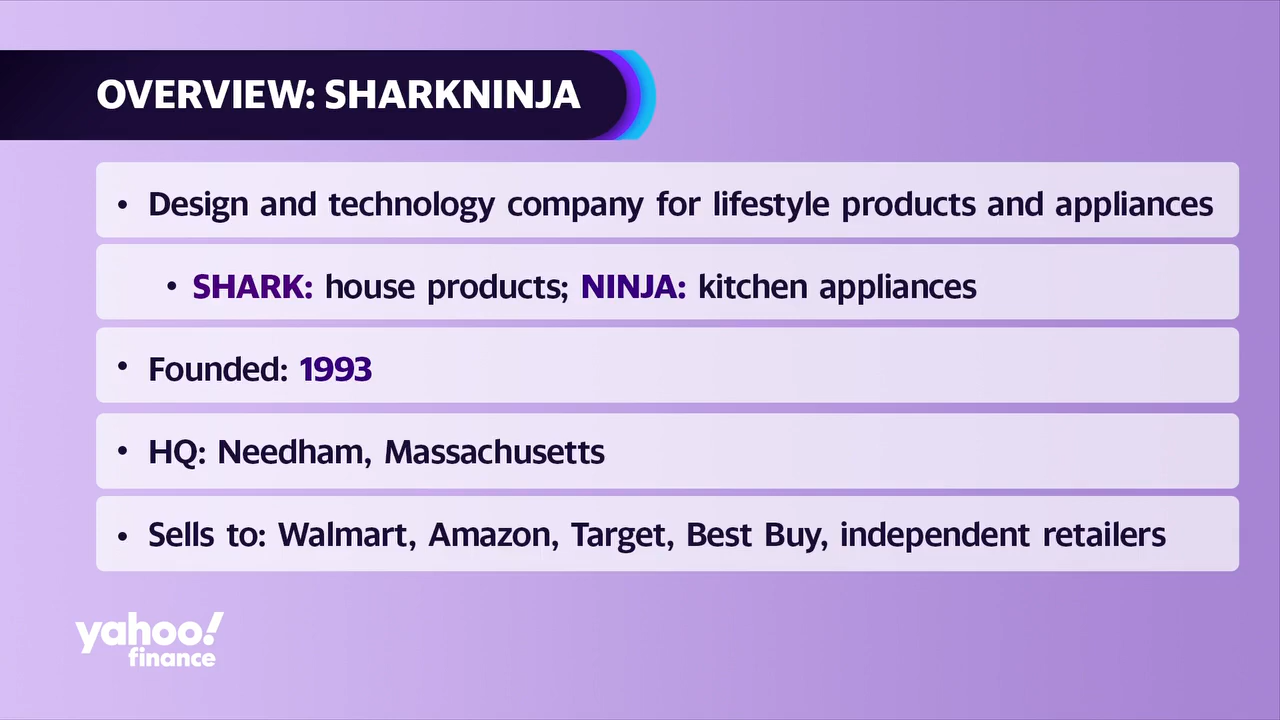 OVERVIEW: SHARKNINJA
• Design and technology company for lifestyle products and appliances
• SHARK: house products; NINJA: kitchen appliances
• Founded: 1993
• HQ: Needham, Massachusetts
• Sells to: Walmart, Amazon, Target, Best Buy, independent retailers
yahoo!
finance